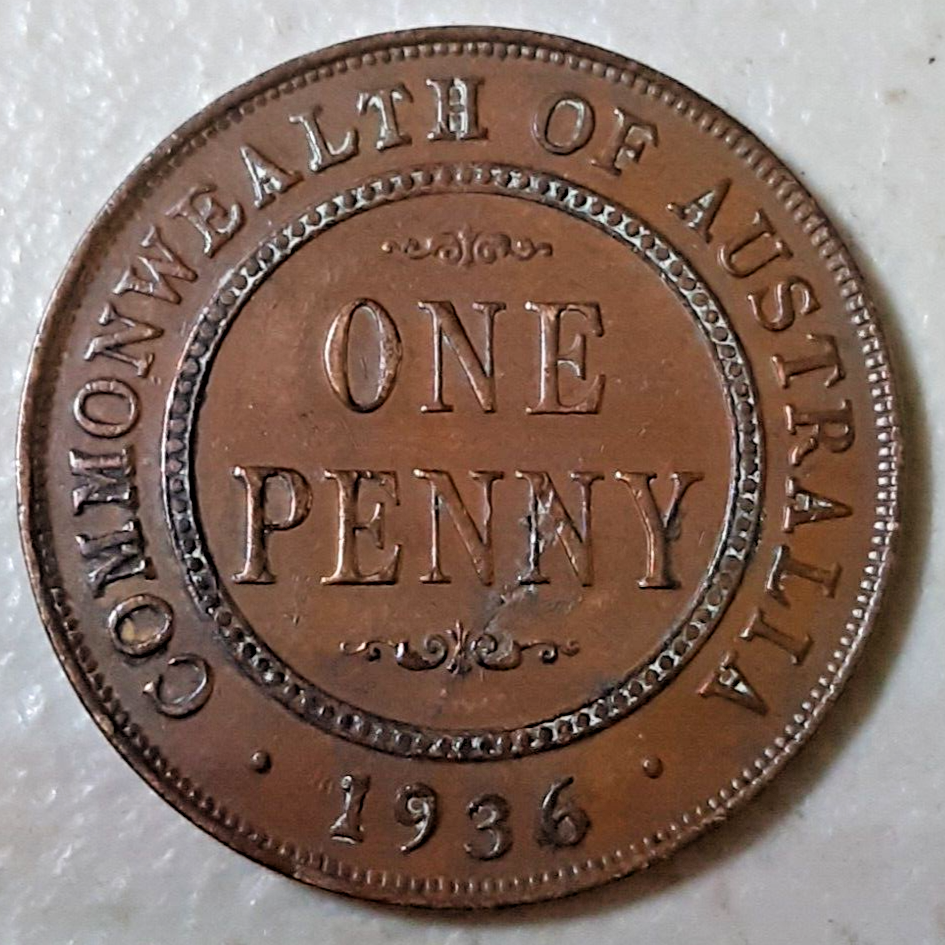 COMMONWEALTH OF AUSTRALIA
ONE
PENNY
· 1936 ·